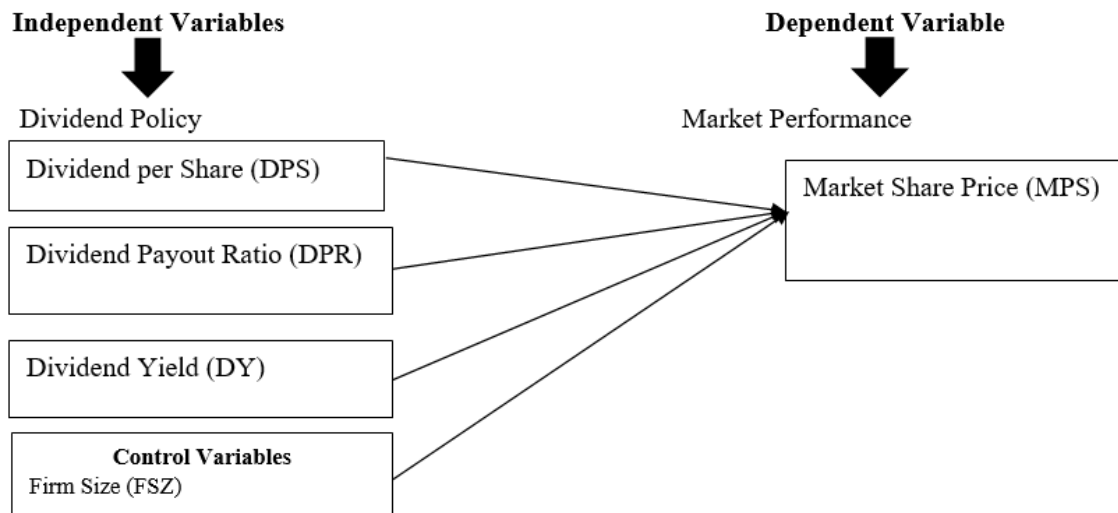 Independent Variables
Dependent Variable
Dividend Policy
Market Performance
Dividend per Share (DPS)
Market Share Price (MPS)
Dividend Payout Ratio (DPR)
Dividend Yield (DY)
Control Variables
Firm Size (FSZ)